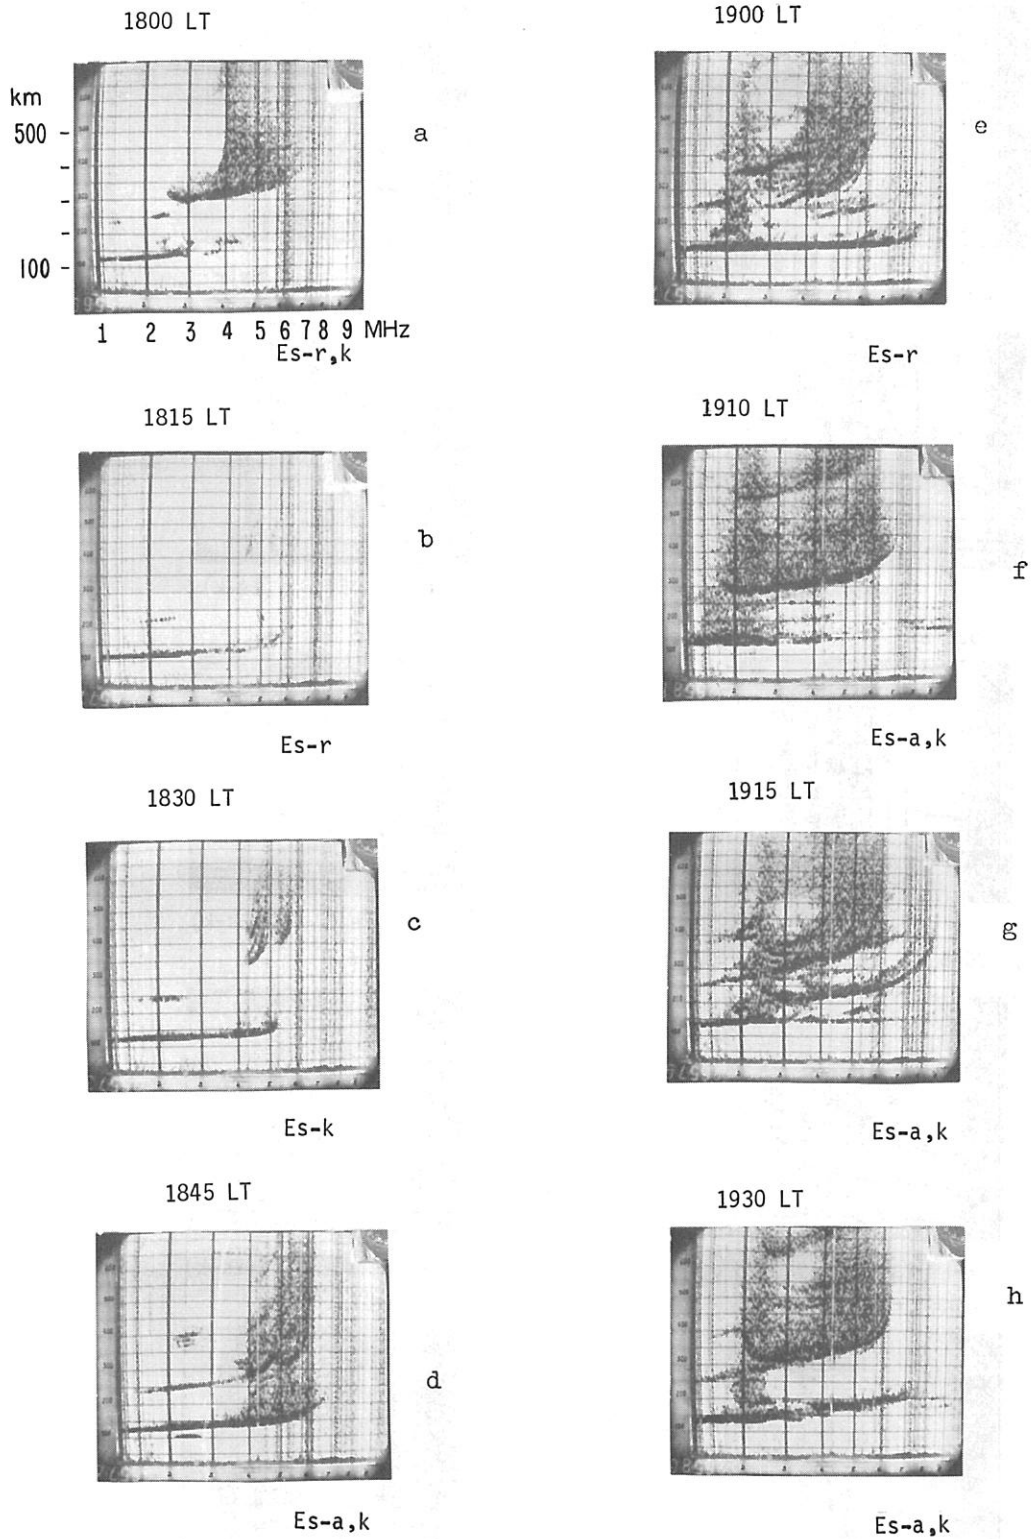 1800 LT
km
500
100
1 2 3 4 5 6 7 8 9 MHz
Es-r,k
a
1815 LT
b
Es-r
1830 LT
c
Es-k
1845 LT
d
Es-a,k
1900 LT
e
Es-r
1910 LT
f
Es-a,k
1915 LT
g
Es-a,k
1930 LT
h
Es-a,k